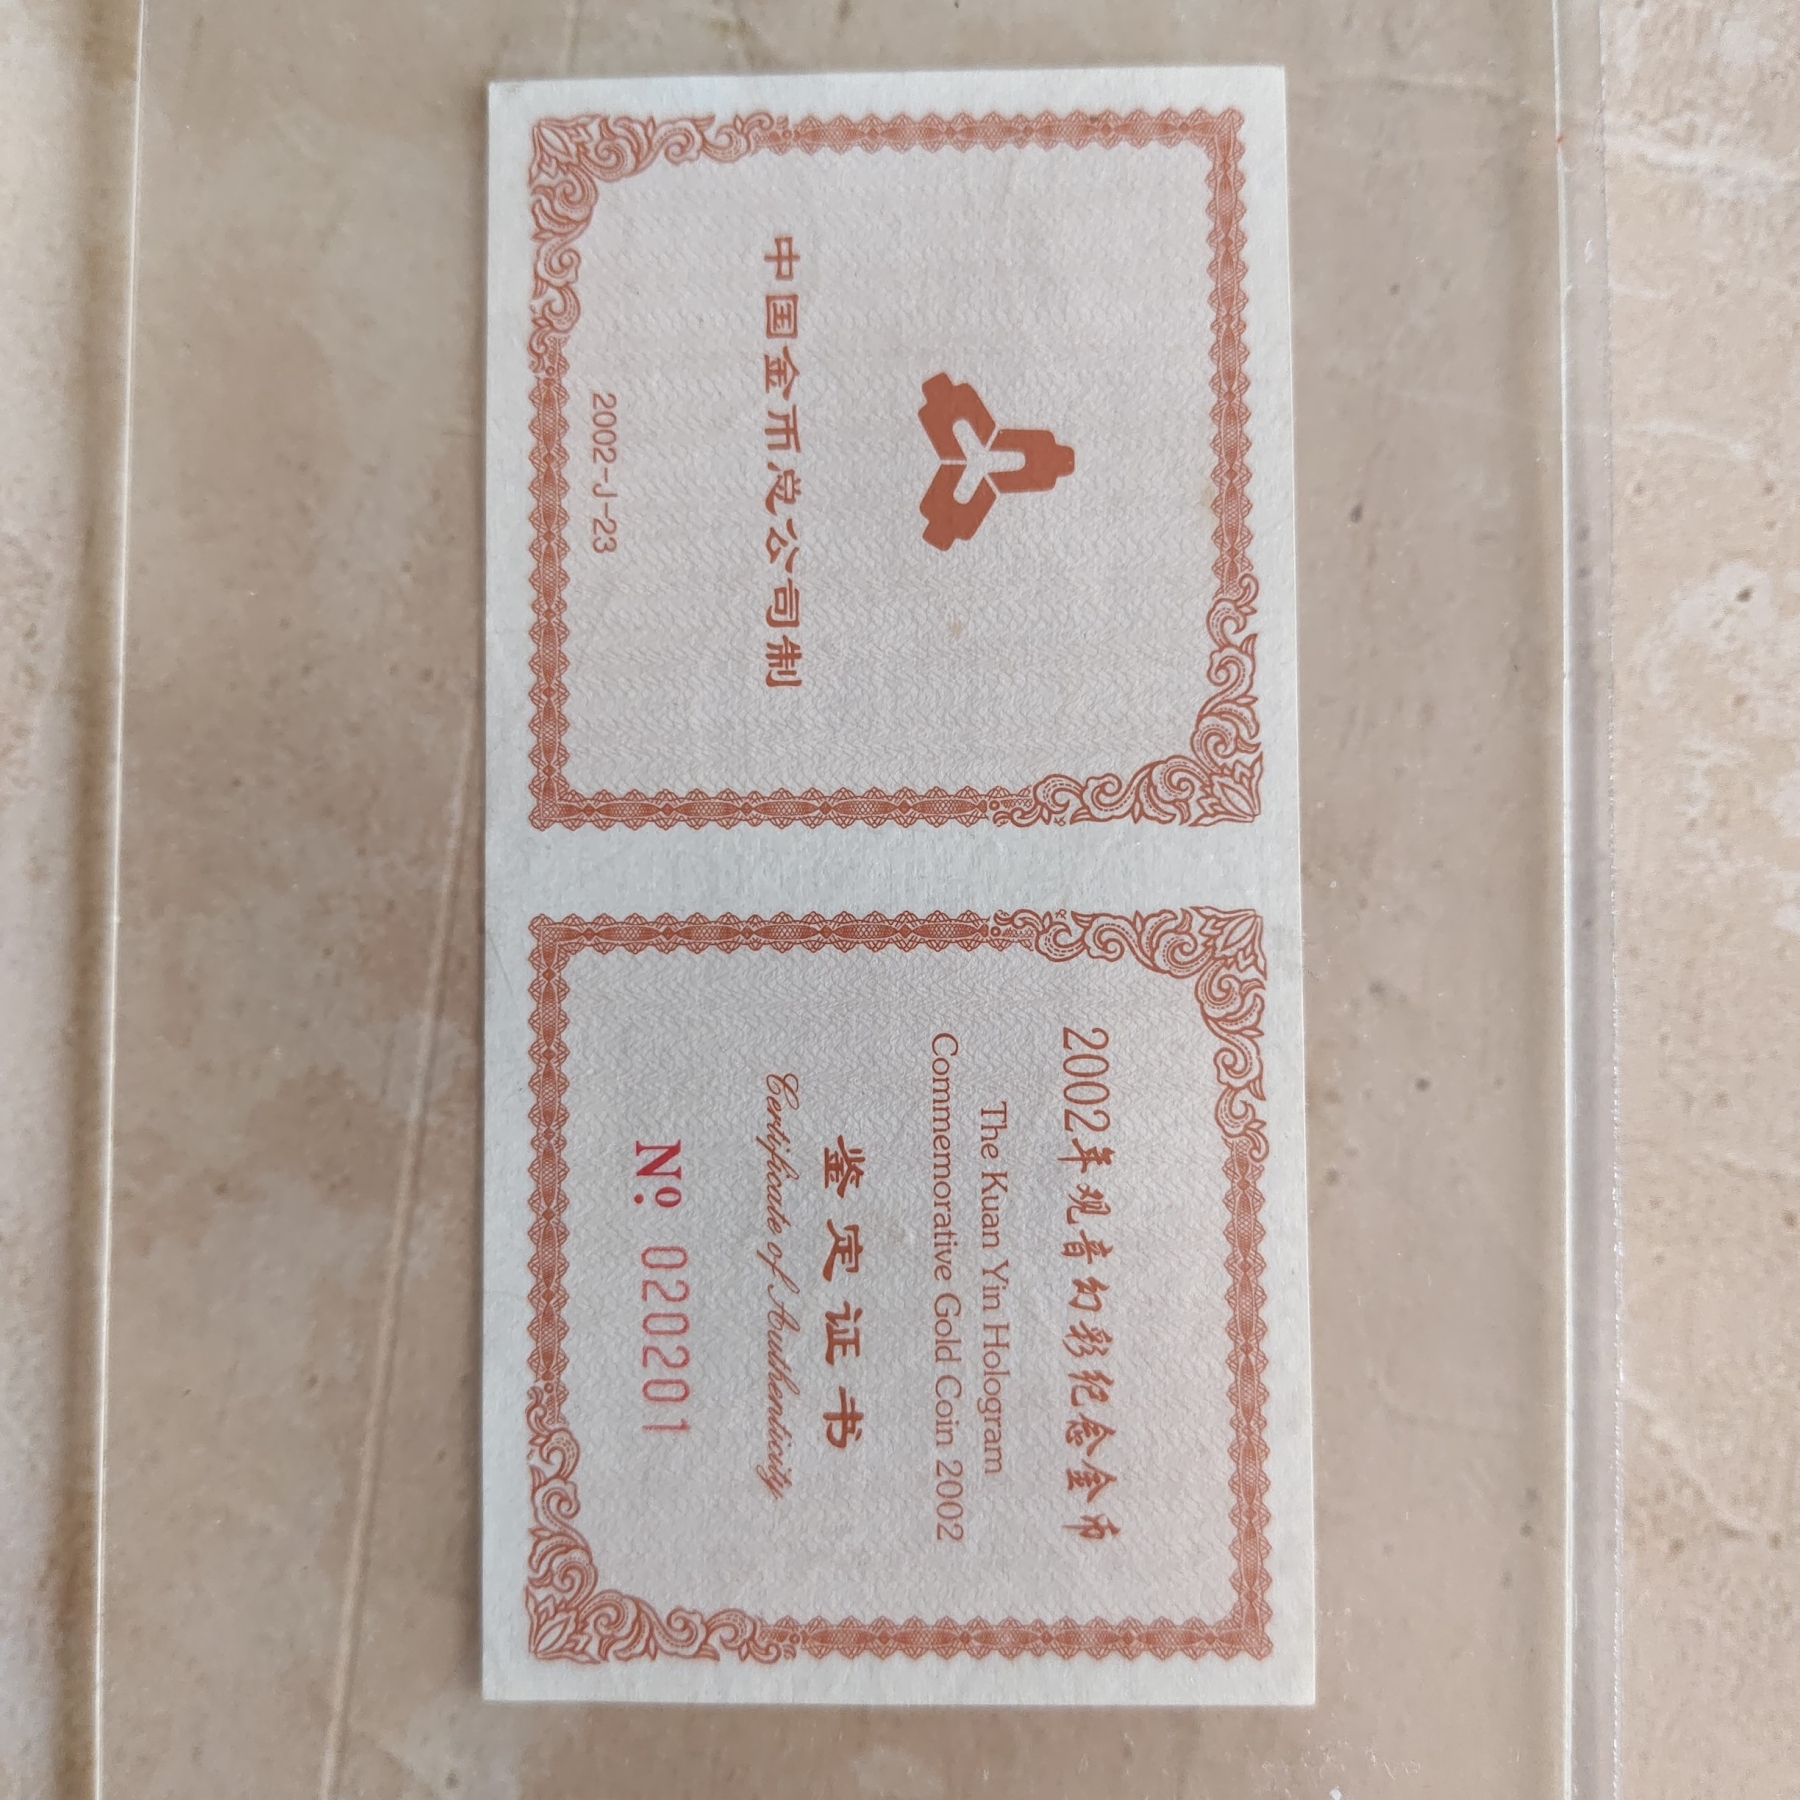 中国金币总公司制
2002-J-23
2002年观音幻彩纪念金币
The Kuan Yin Hologram
Commemorative Gold Coin 2002
鉴定证书
Certificate of Authenticity
No. 020201